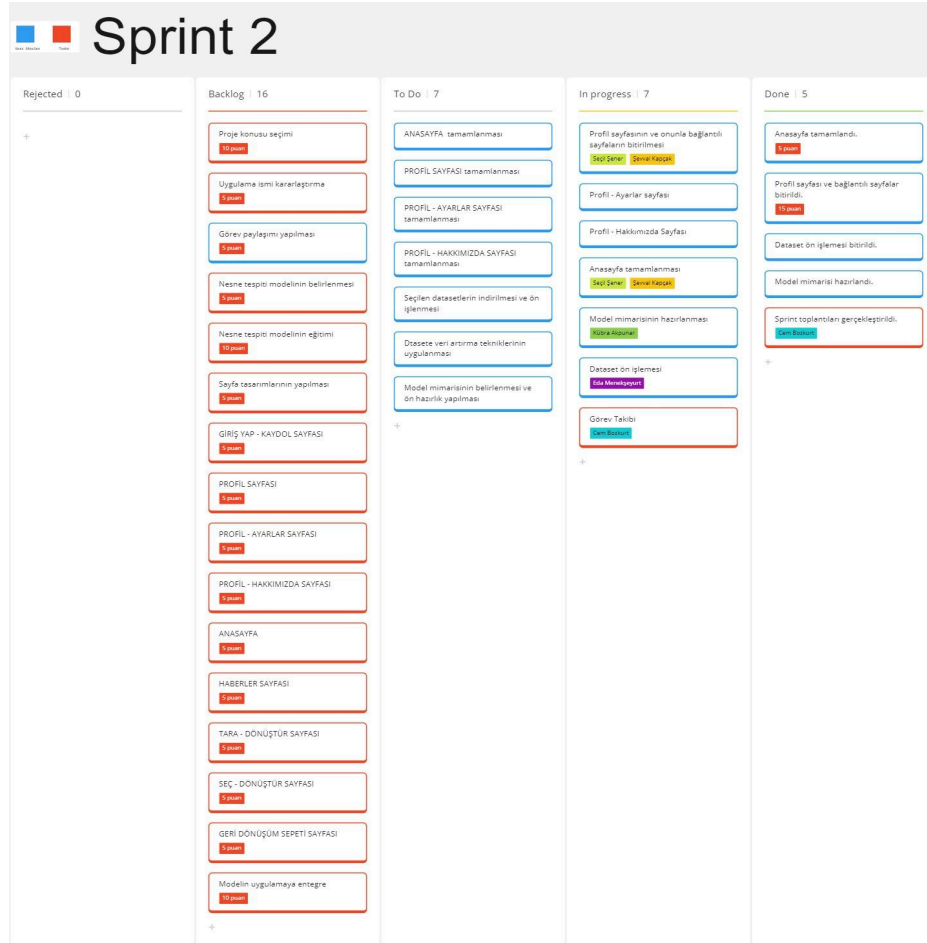 Sprint 2
Rejected 0
Backlog 16
Proje konusu seçimi
10 puan
Uygulama ismi kararlaştırma
5 puan
Görev paylaşımı yapılması
5 puan
Nesne tespiti modelinin belirlenmesi
5 puan
Nesne tespiti modelinin eğitimi
10 puan
Sayfa tasarımlarının yapılması
5 puan
GİRİŞ YAP - KAYDOL SAYFASI
5 puan
PROFİL SAYFASI
5 puan
PROFİL - AYARLAR SAYFASI
5 puan
PROFİL - HAKKIMIZDA SAYFASI
5 puan
ANASAYFA
5 puan
HABERLER SAYFASI
5 puan
TARA - DÖNÜŞTÜR SAYFASI
5 puan
SEÇ - DÖNÜŞTÜR SAYFASI
5 puan
GERİ DÖNÜŞÜM SEPETİ SAYFASI
5 puan
Modelin uygulamaya entegre
10 puan
To Do 7
ANASAYFA tamamlanması
PROFİL SAYFASI tamamlanması
PROFİL - AYARLAR SAYFASI
tamamlanması
PROFİL - HAKKIMIZDA SAYFASI
tamamlanması
Seçilen datasetlerin indirilmesi ve ön
işlenmesi
Dtasete veri artırma tekniklerinin
uygulanması
Model mimarisinin belirlenmesi ve
ön hazırlık yapılması
In progress 7
Profil sayfasının ve onunla bağlantılı
sayfaların bitirilmesi
Seçil Şener Şevval Kapçak
Profil - Ayarlar sayfası
Profil - Hakkımızda Sayfası
Anasayfa tamamlanması
Seçil Şener Şevval Kapçak
Model mimarisinin hazırlanması
Kübra Akpunar
Dataset ön işlemesi
Eda Menekşeyurt
Görev Takibi
Cem Bozkurt
Done 5
Anasayfa tamamlandı.
5 puan
Profil sayfası ve bağlantılı sayfalar
bitirildi.
15 puan
Dataset ön işlemesi bitirildi.
Model mimarisi hazırlandı.
Sprint toplantıları gerçekleştirildi.
Cem Bozkurt